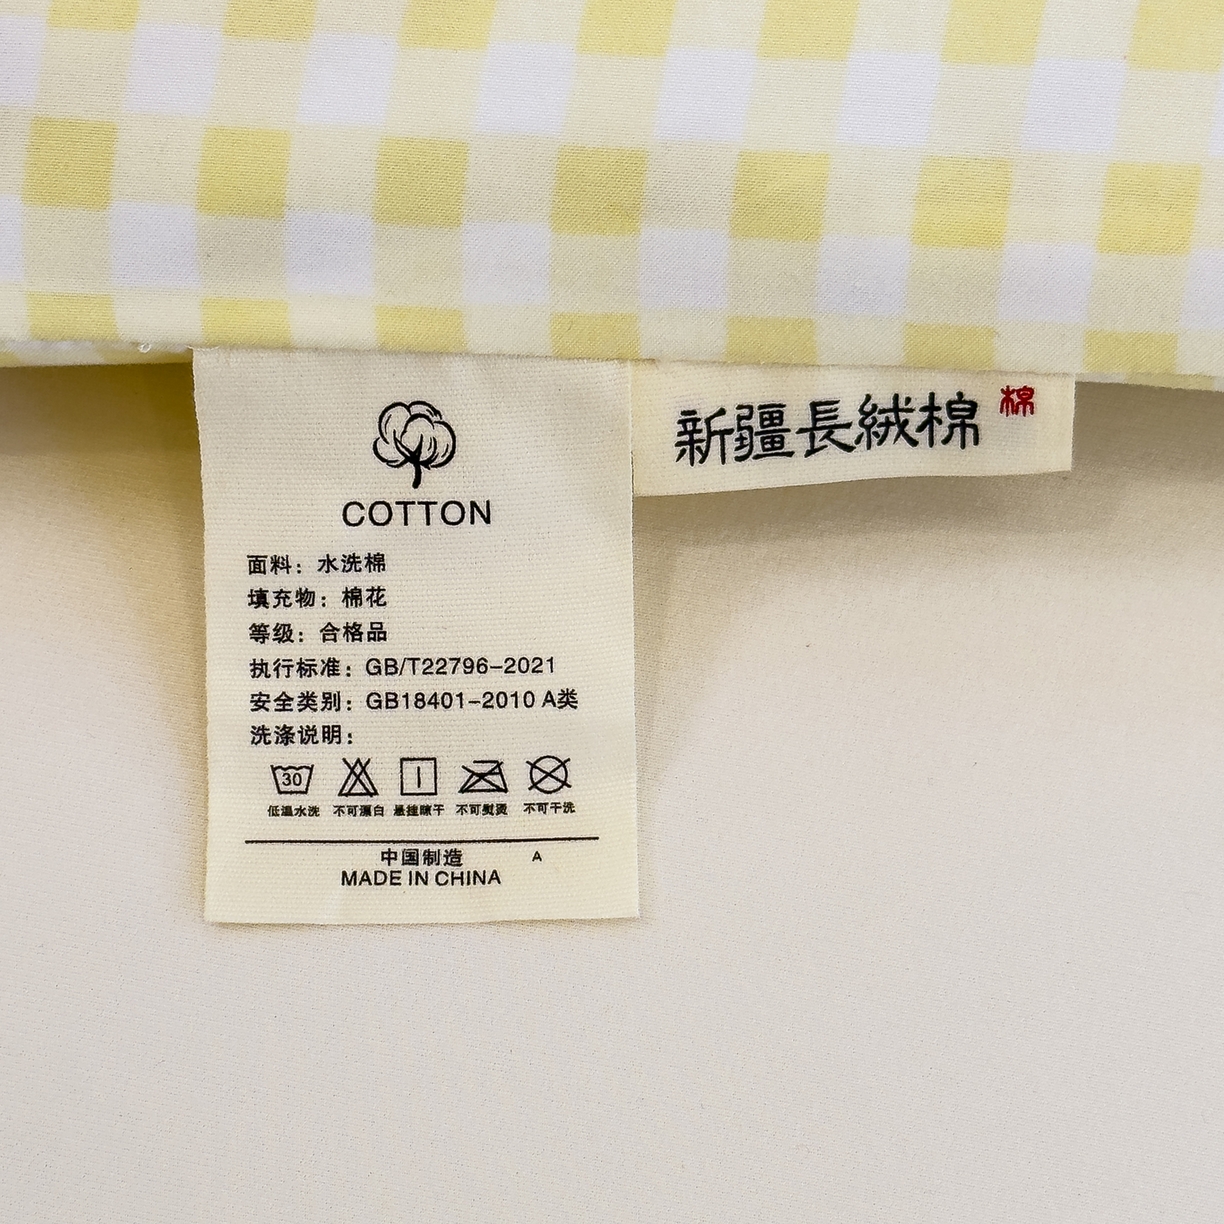 新疆長絨棉 棉
COTTON
面料：水洗棉
填充物：棉花
等级：合格品
执行标准：GB/T22796-2021
安全类别：GB18401-2010 A类
洗涤说明：
30
低温水洗 不可漂白 悬挂晾干 不可熨烫 不可干洗
中国制造 A
MADE IN CHINA